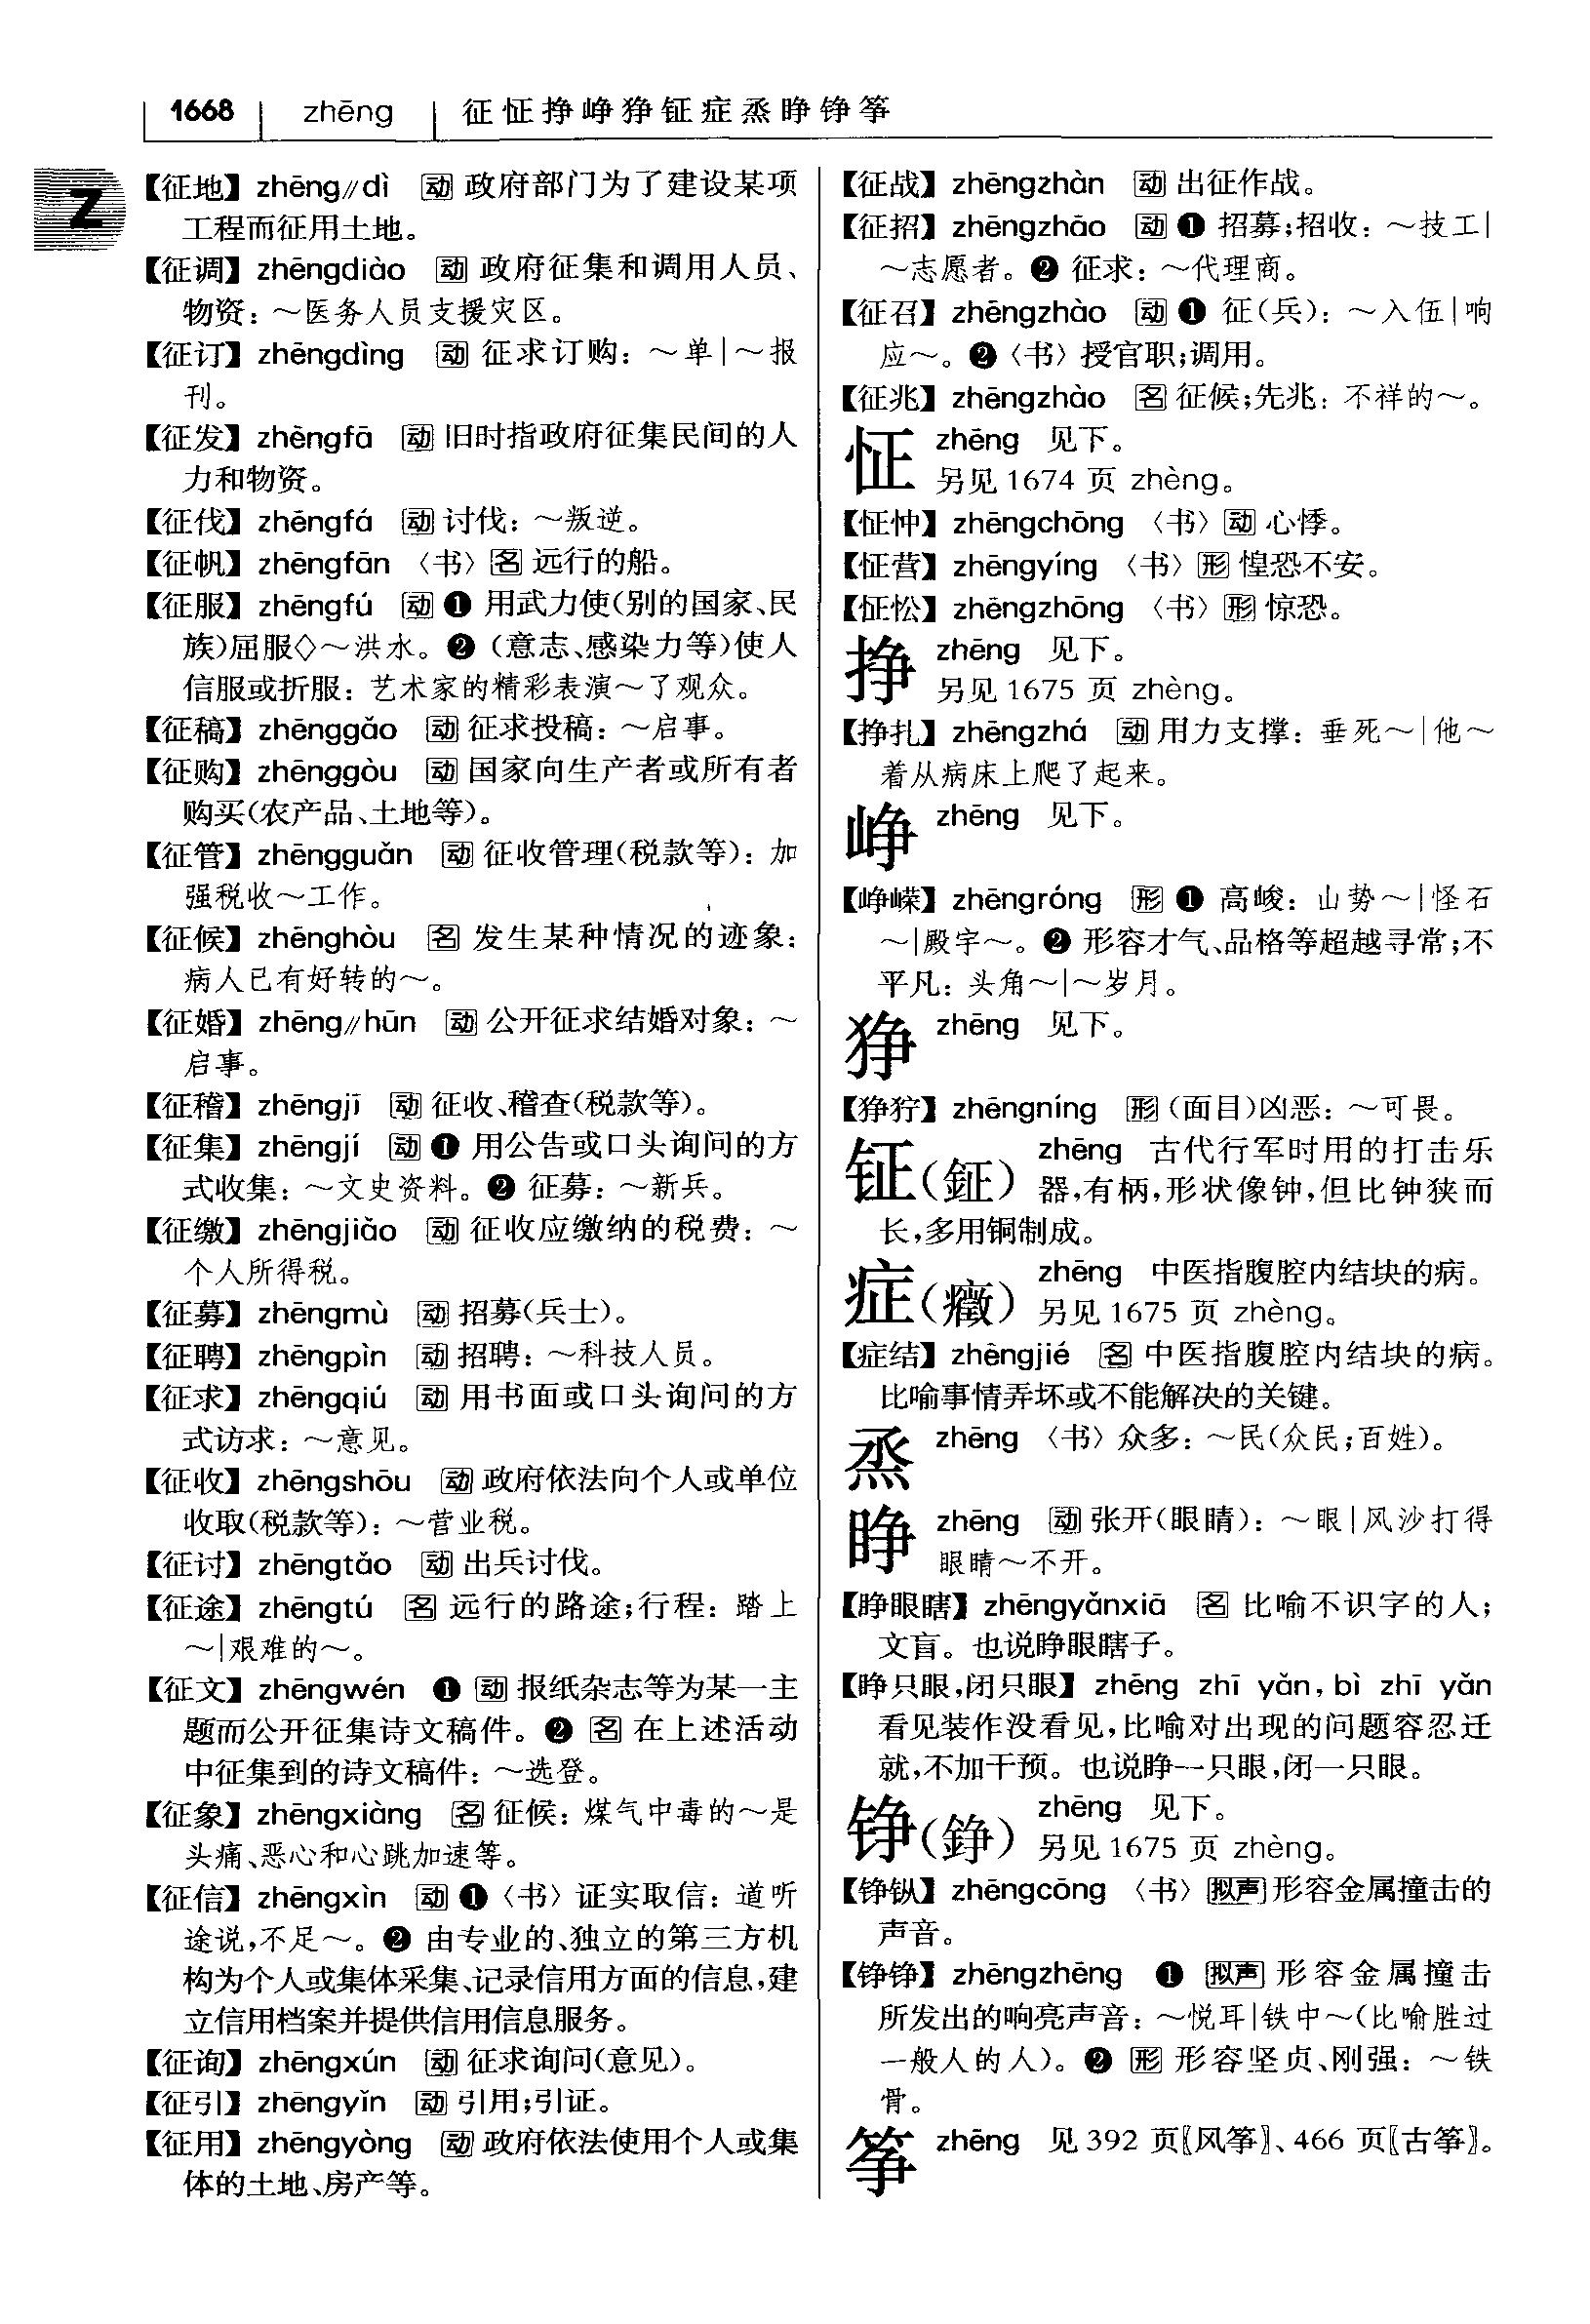 1668 zhēng 征怔挣峥狰钲症烝睁铮筝
Z
【征地】 zhēng∥dì 动 政府部门为了建设某项
工程而征用土地。
【征调】 zhēngdiào 动 政府征集和调用人员、
物资：～医务人员支援灾区。
【征订】 zhēngdìng 动 征求订购：～单|～报
刊。
【征发】 zhēngfā 动 旧时指政府征集民间的人
力和物资。
【征伐】 zhēngfá 动 讨伐：～叛逆。
【征帆】 zhēngfān 〈书〉 名 远行的船。
【征服】 zhēngfú 动 ❶ 用武力使(别的国家、民
族)屈服◇～洪水。❷ (意志、感染力等)使人
信服或折服：艺术家的精彩表演～了观众。
【征稿】 zhēnggǎo 动 征求投稿：～启事。
【征购】 zhēnggòu 动 国家向生产者或所有者
购买(农产品、土地等)。
【征管】 zhēngguǎn 动 征收管理(税款等)：加
强税收～工作。
【征候】 zhēnghòu 名 发生某种情况的迹象：
病人已有好转的～。
【征婚】 zhēng∥hūn 动 公开征求结婚对象：～
启事。
【征稽】 zhēngjī 动 征收、稽查(税款等)。
【征集】 zhēngjí 动 ❶ 用公告或口头询问的方
式收集：～文史资料。❷ 征募：～新兵。
【征缴】 zhēngjiǎo 动 征收应缴纳的税费：～
个人所得税。
【征募】 zhēngmù 动 招募(兵士)。
【征聘】 zhēngpìn 动 招聘：～科技人员。
【征求】 zhēngqiú 动 用书面或口头询问的方
式访求：～意见。
【征收】 zhēngshōu 动 政府依法向个人或单位
收取(税款等)：～营业税。
【征讨】 zhēngtǎo 动 出兵讨伐。
【征途】 zhēngtú 名 远行的路途；行程：踏上
～|艰难的～。
【征文】 zhēngwén ❶ 动 报纸杂志等为某一主
题而公开征集诗文稿件。❷ 名 在上述活动
中征集到的诗文稿件：～选登。
【征象】 zhēngxiàng 名 征候：煤气中毒的～是
头痛、恶心和心跳加速等。
【征信】 zhēngxìn 动 ❶〈书〉证实取信：道听
途说，不足～。❷ 由专业的、独立的第三方机
构为个人或集体采集、记录信用方面的信息，建
立信用档案并提供信用信息服务。
【征询】 zhēngxún 动 征求询问(意见)。
【征引】 zhēngyǐn 动 引用；引证。
【征用】 zhēngyòng 动 政府依法使用个人或集
体的土地、房产等。
【征战】 zhēngzhàn 动 出征作战。
【征招】 zhēngzhāo 动 ❶ 招募；招收：～技工|
～志愿者。❷ 征求：～代理商。
【征召】 zhēngzhào 动 ❶ 征(兵)：～入伍|响
应～。❷〈书〉授官职；调用。
【征兆】 zhēngzhào 名 征候；先兆：不祥的～。
怔 zhēng 见下。
另见 1674 页 zhèng。
【怔忡】 zhēngchōng 〈书〉 动 心悸。
【怔营】 zhēngyíng 〈书〉 形 惶恐不安。
【怔忪】 zhēngzhōng 〈书〉 形 惊恐。
挣 zhēng 见下。
另见 1675 页 zhèng。
【挣扎】 zhēngzhá 动 用力支撑：垂死～|他～
着从病床上爬了起来。
峥 zhēng 见下。
【峥嵘】 zhēngróng 形 ❶ 高峻：山势～|怪石
～|殿宇～。❷ 形容才气、品格等超越寻常；不
平凡：头角～|～岁月。
狰 zhēng 见下。
【狰狞】 zhēngníng 形 (面目)凶恶：～可畏。
钲(鉦) zhēng 古代行军时用的打击乐
器，有柄，形状像钟，但比钟狭而
长，多用铜制成。
症(癥) zhēng 中医指腹腔内结块的病。
另见 1675 页 zhèng。
【症结】 zhēngjié 名 中医指腹腔内结块的病。
比喻事情弄坏或不能解决的关键。
烝 zhēng 〈书〉众多：～民(众民；百姓)。
睁 zhēng 动 张开(眼睛)：～眼|风沙打得
眼睛～不开。
【睁眼瞎】 zhēngyǎnxiā 名 比喻不识字的人；
文盲。也说睁眼瞎子。
【睁只眼，闭只眼】 zhēng zhī yǎn, bì zhī yǎn
看见装作没看见，比喻对出现的问题容忍迁
就，不加干预。也说睁一只眼，闭一只眼。
铮(錚) zhēng 见下。
另见 1675 页 zhèng。
【铮𫓩】 zhēngcōng 〈书〉 拟声 形容金属撞击的
声音。
【铮铮】 zhēngzhēng ❶ 拟声 形容金属撞击
所发出的响亮声音：～悦耳|铁中～(比喻胜过
一般人的人)。❷ 形 形容坚贞、刚强：～铁
骨。
筝 zhēng 见 392 页〖风筝〗、466 页〖古筝〗。